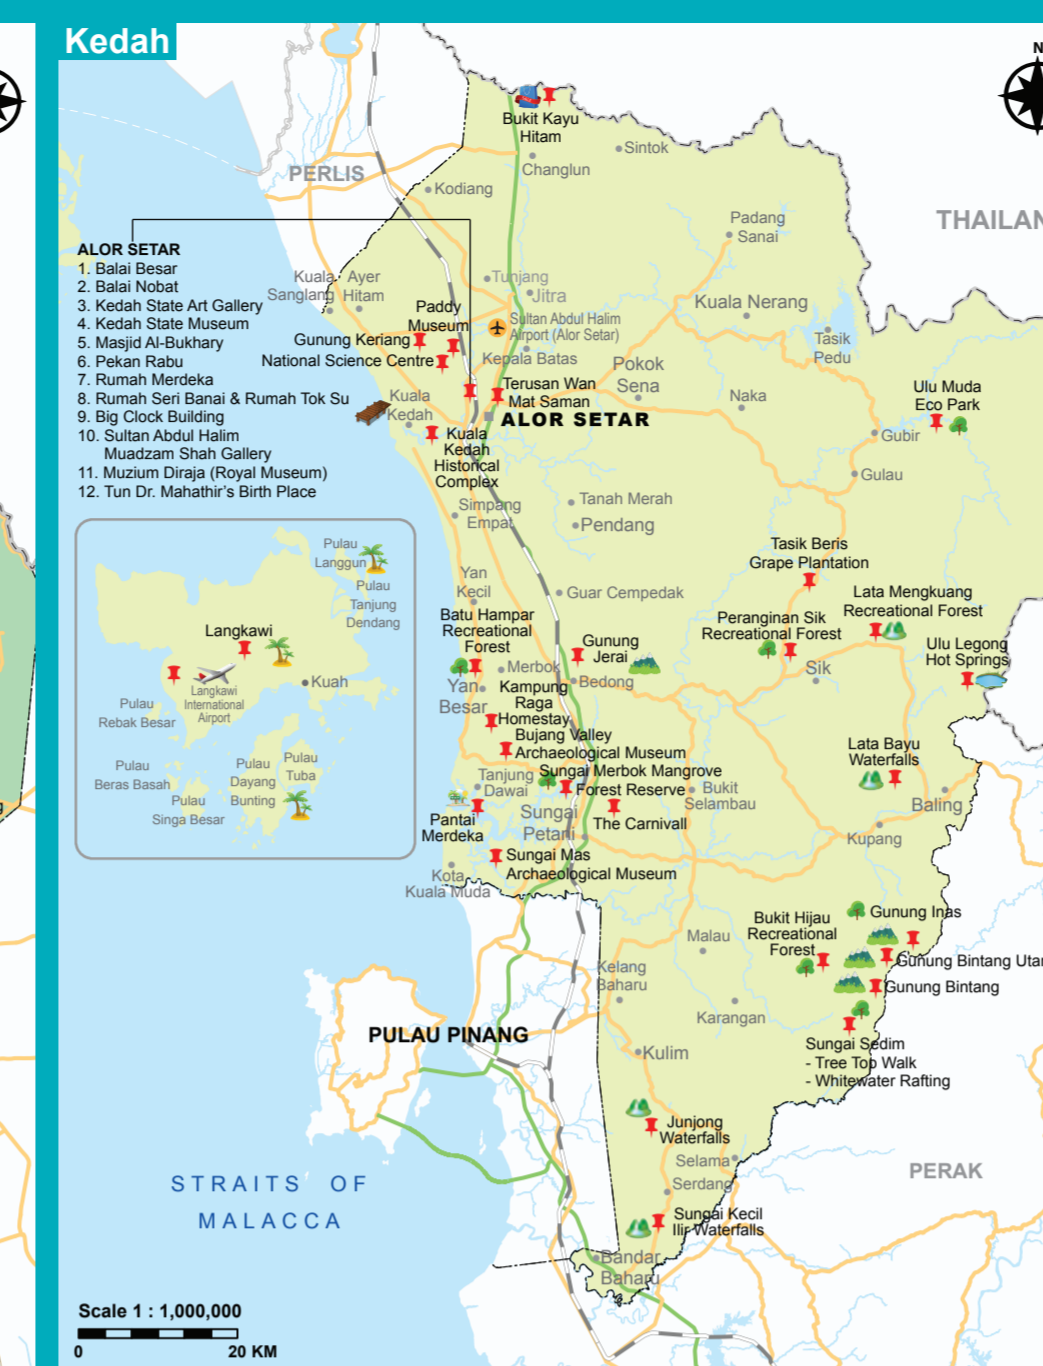 Kedah
N
Bukit Kayu
Hitam
Changlun
Sintok
PERLIS
Kodiang
THAILAN
Padang
Sanai
ALOR SETAR
1. Balai Besar
2. Balai Nobat
3. Kedah State Art Gallery
4. Kedah State Museum
5. Masjid Al-Bukhary
6. Pekan Rabu
7. Rumah Merdeka
8. Rumah Seri Banai & Rumah Tok Su
9. Big Clock Building
10. Sultan Abdul Halim
Muadzam Shah Gallery
11. Muzium Diraja (Royal Museum)
12. Tun Dr. Mahathir's Birth Place
Kuala
Sanglang
Ayer
Hitam
Tunjang
Jitra
Paddy
Museum
Sultan Abdul Halim
Airport (Alor Setar)
Gunung Keriang
National Science Centre
Kepala Batas
Kuala Nerang
Tasik
Pedu
Pokok
Sena
Naka
Ulu Muda
Eco Park
Terusan Wan
Mat Saman
Kuala
Kedah
ALOR SETAR
Gubir
Kuala
Kedah
Historical
Complex
Gulau
Simpang
Empat
Tanah Merah
Pendang
Tasik Beris
Grape Plantation
Pulau
Langgun
Pulau
Tanjung
Dendang
Yan
Kecil
Guar Cempedak
Lata Mengkuang
Recreational Forest
Batu Hampar
Recreational
Forest
Peranginan Sik
Recreational Forest
Langkawi
Gunung
Jerai
Ulu Legong
Hot Springs
Merbok
Sik
Langkawi
International
Airport
Kuah
Yan
Besar
Bedong
Kampung
Raga
Homestay
Pulau
Rebak Besar
Bujang Valley
Archaeological Museum
Lata Bayu
Waterfalls
Pulau
Beras Basah
Pulau
Dayang
Bunting
Pulau
Tuba
Tanjung
Dawai
Sungai Merbok Mangrove
Forest Reserve
Bukit
Selambau
Pulau
Singa Besar
Baling
Pantai
Merdeka
Sungai
Petani
The Carnivall
Kupang
Sungai Mas
Archaeological Museum
Kota
Kuala Muda
Gunung Inas
Bukit Hijau
Recreational
Forest
Malau
Gunung Bintang Utar
Kelang
Baharu
Gunung Bintang
Karangan
PULAU PINANG
Kulim
Sungai Sedim
- Tree Top Walk
- Whitewater Rafting
Junjong
Waterfalls
Selama
PERAK
STRAITS OF
MALACCA
Serdang
Sungai Kecil
Ilir Waterfalls
Bandar
Baharu
Scale 1 : 1,000,000
0 20 KM